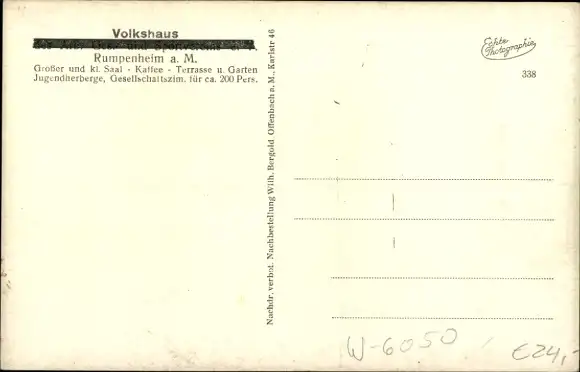 Volkshaus
Rumpenheim a. M.
Großer und kl. Saal - Kaffee - Terrasse u. Garten
Jugendherberge, Gesellschaftszim. für ca. 200 Pers.
Nachdr. verbot. Nachbestellung Wilh. Bergold Offenbach a. M., Karlstr 46
Echte
Photographie
338
W-6050
€24,-